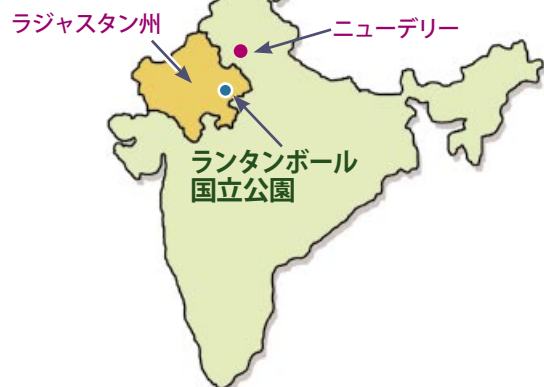 ラジャスタン州
ニューデリー
ランタンボール
国立公園